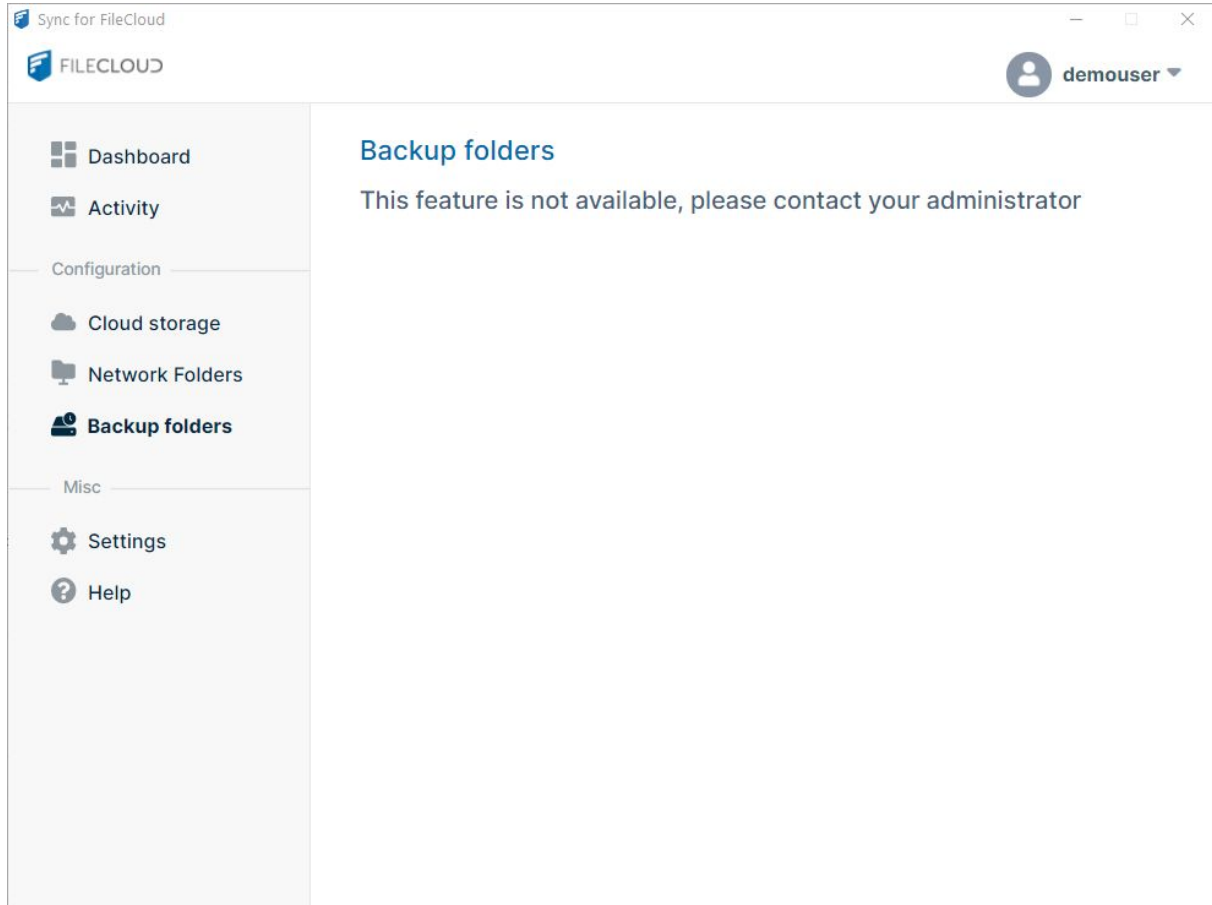 Sync for FileCloud
FILECLOUD
demouser
Dashboard
Activity
Configuration
Cloud storage
Network Folders
Backup folders
Misc
Settings
Help
Backup folders
This feature is not available, please contact your administrator